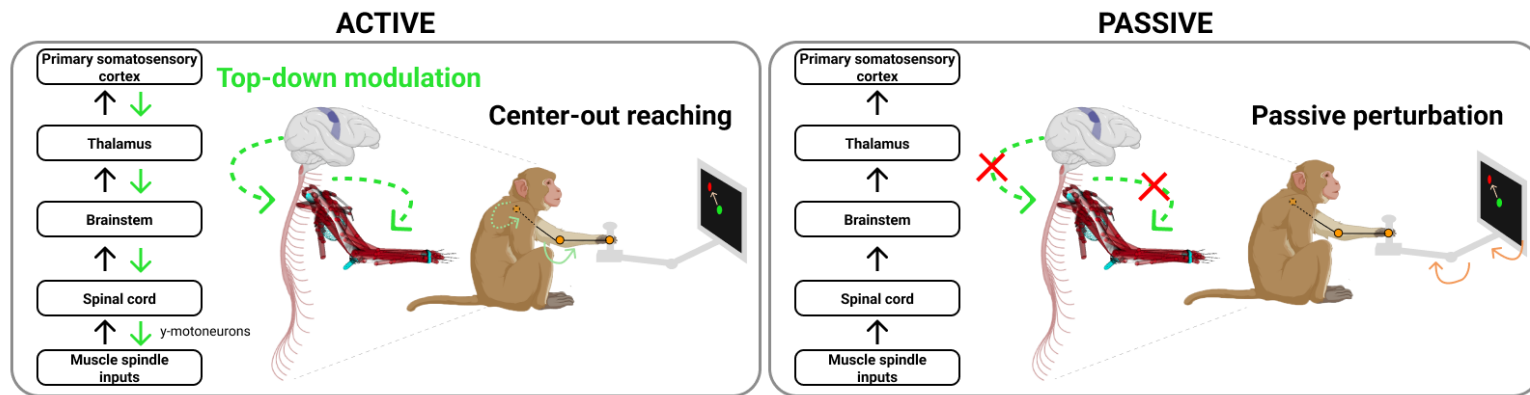 ACTIVE
Primary somatosensory
cortex
Top-down modulation
Center-out reaching
Thalamus
Brainstem
Spinal cord
y-motoneurons
Muscle spindle
inputs
PASSIVE
Primary somatosensory
cortex
Passive perturbation
Thalamus
Brainstem
Spinal cord
Muscle spindle
inputs